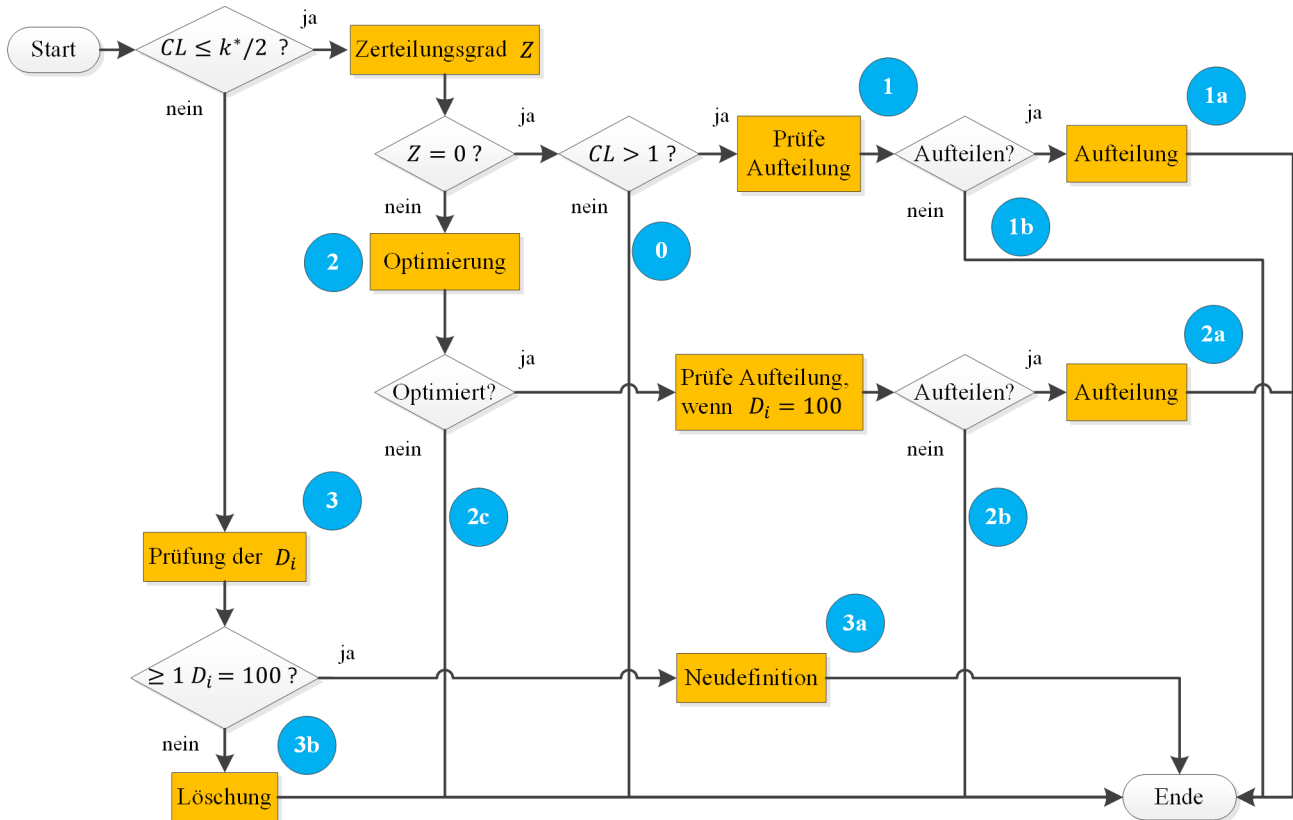 Start
CL ≤ k*/2 ?
ja
nein
Zerteilungsgrad Z
Z = 0 ?
ja
nein
CL > 1 ?
ja
nein
0
1
Prüfe
Aufteilung
Aufteilen?
ja
nein
1a
Aufteilung
1b
2
Optimierung
Optimiert?
ja
nein
Prüfe Aufteilung,
wenn D_i = 100
Aufteilen?
ja
nein
2a
Aufteilung
2b
2c
3
Prüfung der D_i
≥ 1 D_i = 100 ?
ja
nein
3a
Neudefinition
3b
Löschung
Ende